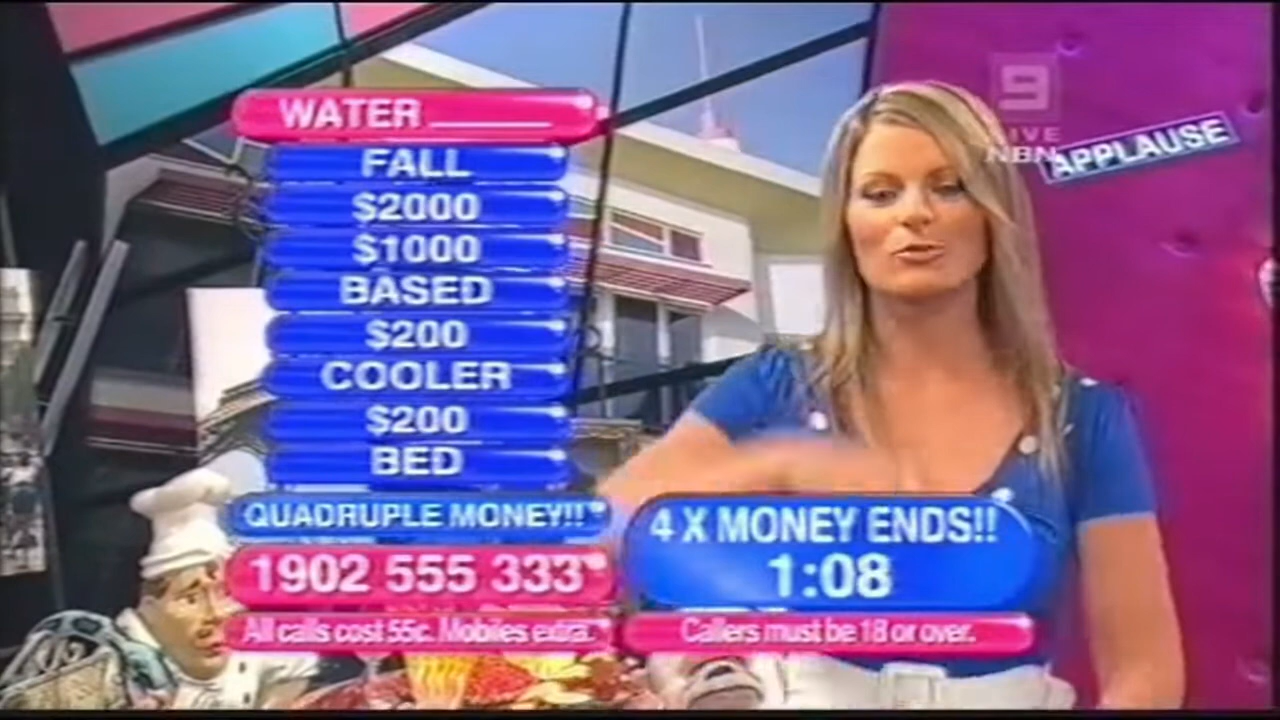 9
LIVE
NBN
APPLAUSE
WATER ________
FALL
$2000
$1000
BASED
$200
COOLER
$200
BED
QUADRUPLE MONEY!!
1902 555 333
All calls cost 55c. Mobiles extra.
4 X MONEY ENDS!!
1:08
Callers must be 18 or over.